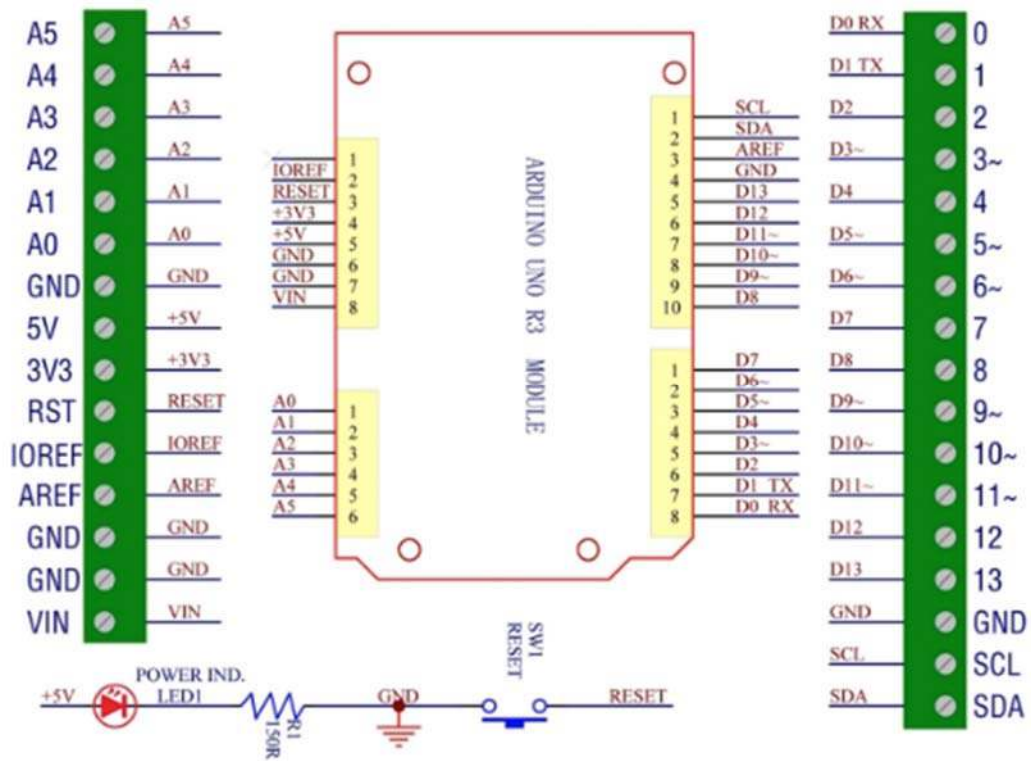 A5 A5
A4 A4
A3 A3
A2 A2
A1 A1
A0 A0
GND GND
5V +5V
3V3 +3V3
RST RESET
IOREF IOREF
AREF AREF
GND GND
GND GND
VIN VIN
1
IOREF 2
RESET 3
+3V3 4
+5V 5
GND 6
GND 7
VIN 8
A0 1
A1 2
A2 3
A3 4
A4 5
A5 6
ARDUINO UNO R3 MODULE
1 SCL
2 SDA
3 AREF
4 GND
5 D13
6 D12
7 D11~
8 D10~
9 D9~
10 D8
1 D7
2 D6~
3 D5~
4 D4
5 D3~
6 D2
7 D1 TX
8 D0 RX
D0 RX 0
D1 TX 1
D2 2
D3~ 3~
D4 4
D5~ 5~
D6~ 6~
D7 7
D8 8
D9~ 9~
D10~ 10~
D11~ 11~
D12 12
D13 13
GND GND
SCL SCL
SDA SDA
POWER IND.
+5V LED1
R1
150R
GND
SW1
RESET
RESET